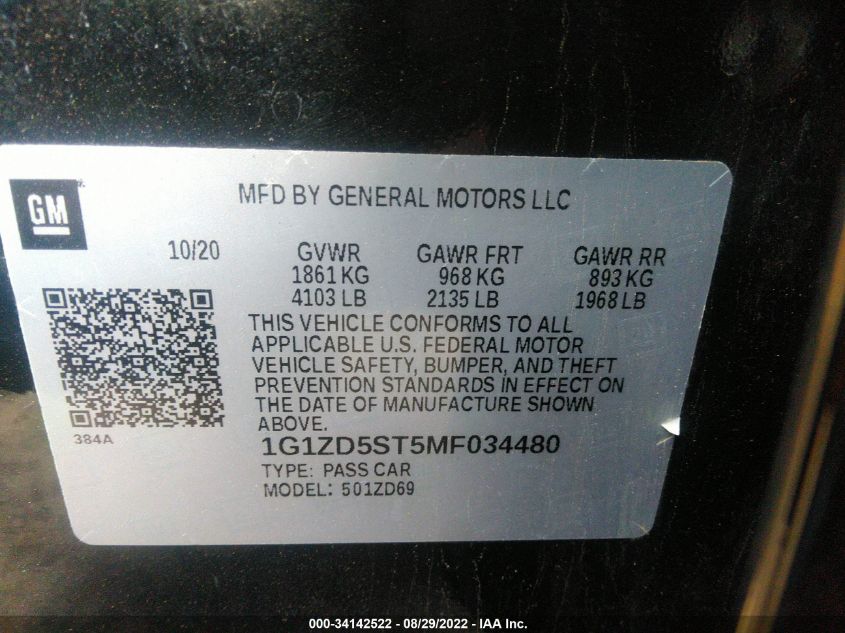 GM
MFD BY GENERAL MOTORS LLC
10/20 GVWR GAWR FRT GAWR RR
1861 KG 968 KG 893 KG
4103 LB 2135 LB 1968 LB
THIS VEHICLE CONFORMS TO ALL
APPLICABLE U.S. FEDERAL MOTOR
VEHICLE SAFETY, BUMPER, AND THEFT
PREVENTION STANDARDS IN EFFECT ON
THE DATE OF MANUFACTURE SHOWN
ABOVE.
384A
1G1ZD5ST5MF034480
TYPE: PASS CAR
MODEL: 501ZD69
000-34142522 - 08/29/2022 - IAA Inc.